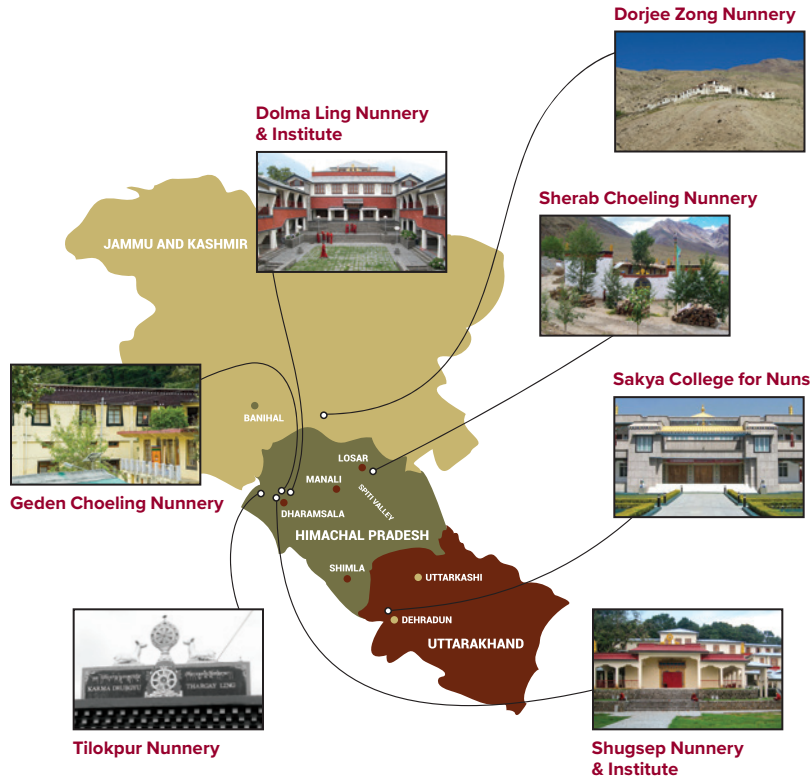 Dorjee Zong Nunnery
Dolma Ling Nunnery
& Institute
Sherab Choeling Nunnery
JAMMU AND KASHMIR
Sakya College for Nuns
BANIHAL
LOSAR
MANALI
SPITI VALLEY
Geden Choeling Nunnery
DHARAMSALA
HIMACHAL PRADESH
SHIMLA
UTTARKASHI
DEHRADUN
UTTARAKHAND
KARMA DRUBGYU
THARGAY LING
Tilokpur Nunnery
Shugsep Nunnery
& Institute